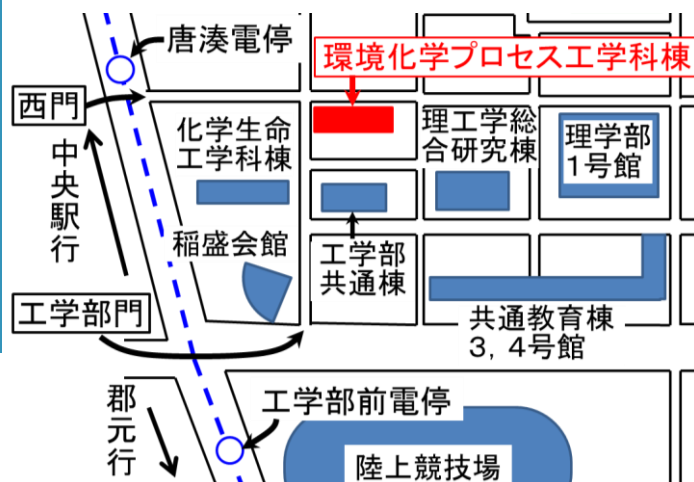 唐湊電停
環境化学プロセス工学科棟
西門
化学生命
工学科棟
理工学総
合研究棟
理学部
1号館
中央駅行
稲盛会館
工学部
共通棟
工学部門
共通教育棟
3, 4号館
郡元行
工学部前電停
陸上競技場